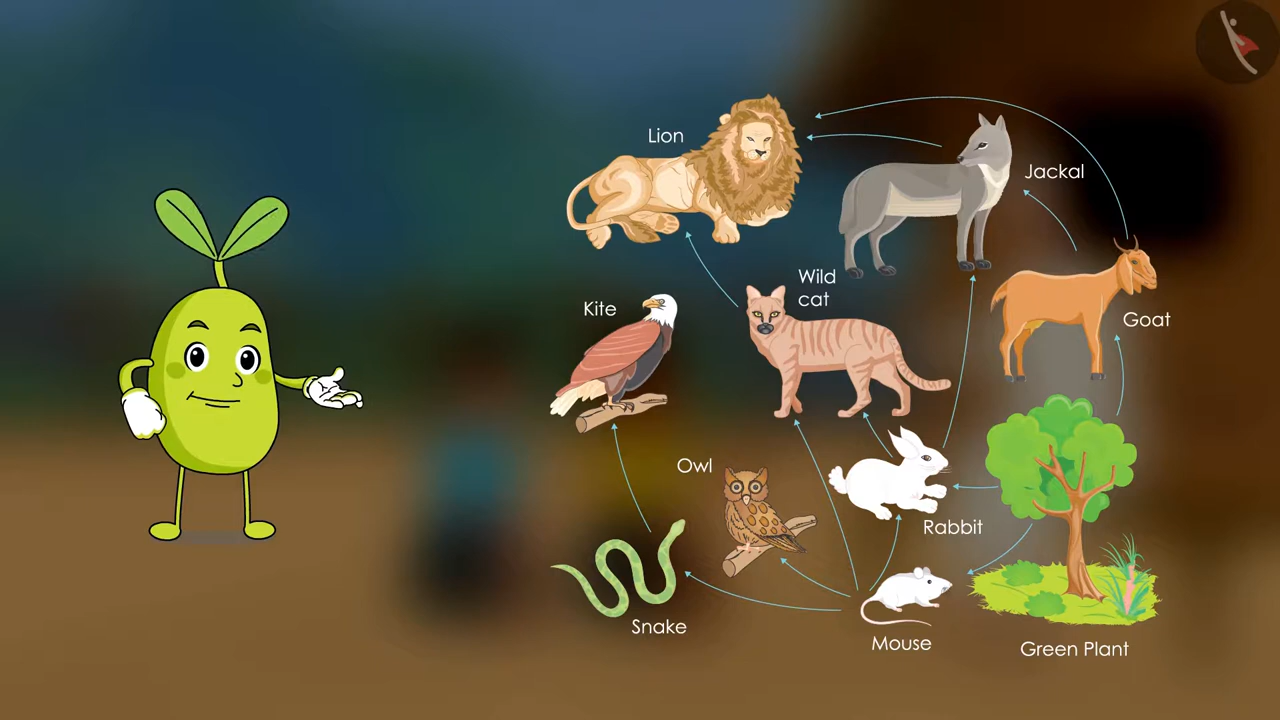 Lion
Jackal
Wild
cat
Kite
Goat
Owl
Rabbit
Snake
Mouse
Green Plant